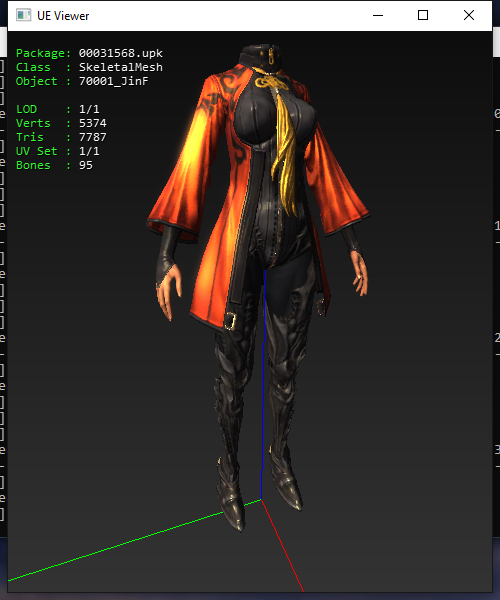 UE Viewer
Package: 00031568.upk
Class  : SkeletalMesh
Object : 70001_JinF
LOD    : 1/1
Verts  : 5374
Tris   : 7787
UV Set : 1/1
Bones  : 95